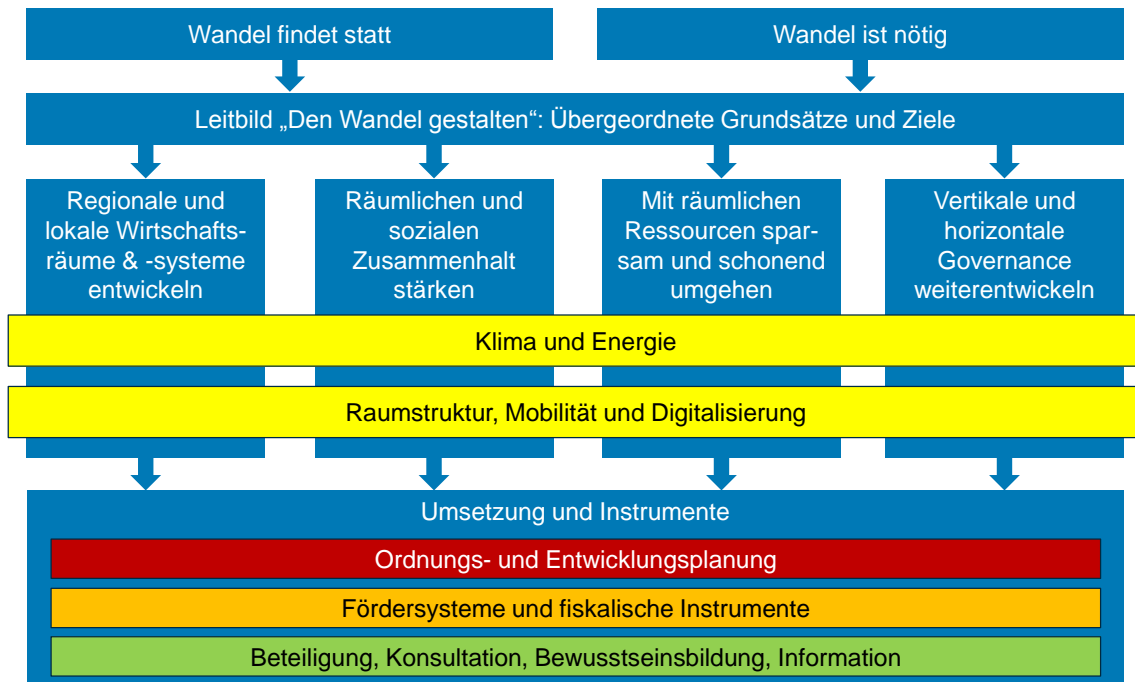 Wandel findet statt
Wandel ist nötig
Leitbild „Den Wandel gestalten“: Übergeordnete Grundsätze und Ziele
Regionale und
lokale Wirtschafts-
räume & -systeme
entwickeln
Räumlichen und
sozialen
Zusammenhalt
stärken
Mit räumlichen
Ressourcen spar-
sam und schonend
umgehen
Vertikale und
horizontale
Governance
weiterentwickeln
Klima und Energie
Raumstruktur, Mobilität und Digitalisierung
Umsetzung und Instrumente
Ordnungs- und Entwicklungsplanung
Fördersysteme und fiskalische Instrumente
Beteiligung, Konsultation, Bewusstseinsbildung, Information